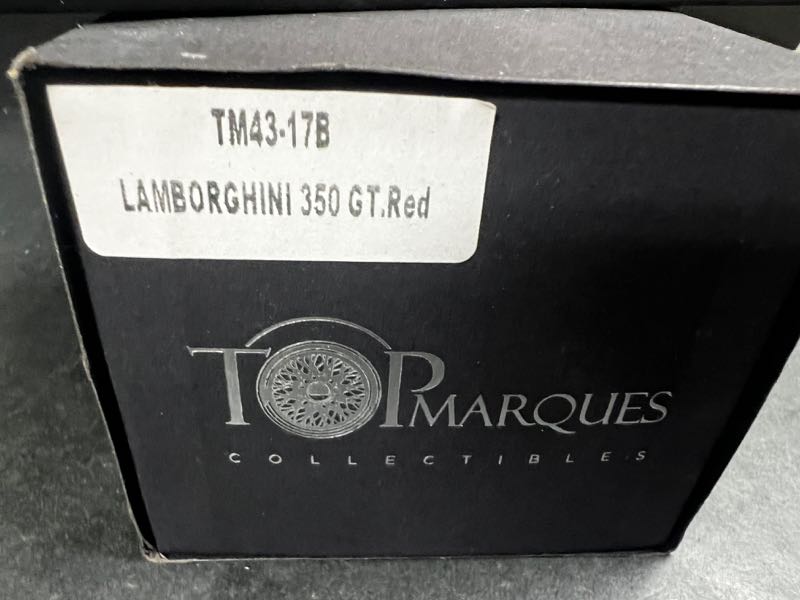 TM43-17B
LAMBORGHINI 350 GT.Red
TOPMARQUES
COLLECTIBLES